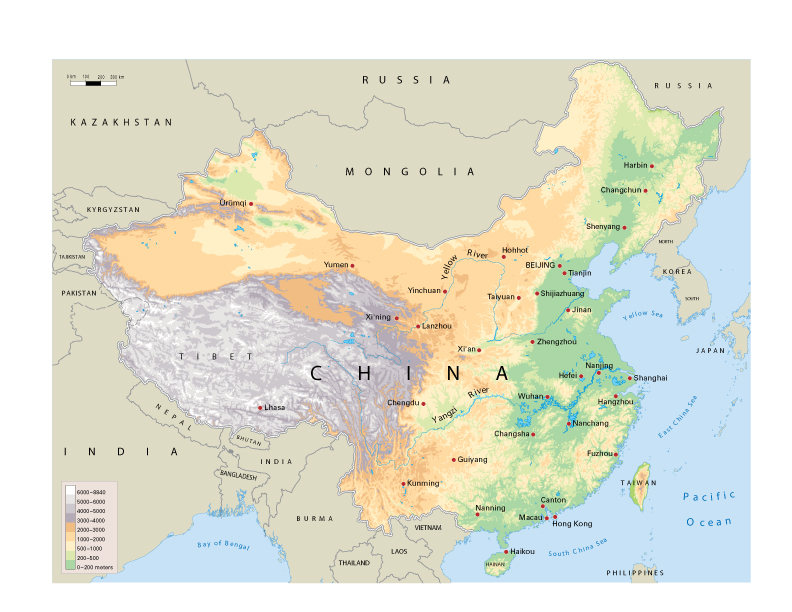 0 km 100 200 300 km
RUSSIA
RUSSIA
KAZAKHSTAN
MONGOLIA
Harbin
Changchun
Ürümqi
KYRGYZSTAN
Shenyang
NORTH
TAJIKISTAN
Hohhot
Yellow River
Yumen
BEIJING
Tianjin
KOREA
PAKISTAN
Yinchuan
Taiyuan
Shijiazhuang
SOUTH
Jinan
Yellow Sea
Xi'ning
Lanzhou
Zhengzhou
Xi'an
JAPAN
TIBET
CHINA
Nanjing
Hefei
Shanghai
Yangzi River
Wuhan
Hangzhou
Chengdu
Lhasa
East China Sea
NEPAL
Nanchang
Changsha
BHUTAN
INDIA
INDIA
Guiyang
Fuzhou
BANGLADESH
Kunming
TAIWAN
Pacific
Ocean
6000–8840
5000–6000
4000–5000
3000–4000
2000–3000
1000–2000
500–1000
200–500
0–200 meters
Canton
Nanning
Macau
Hong Kong
BURMA
VIETNAM
Bay of Bengal
LAOS
Haikou
South China Sea
THAILAND
HAINAN
PHILIPPINES